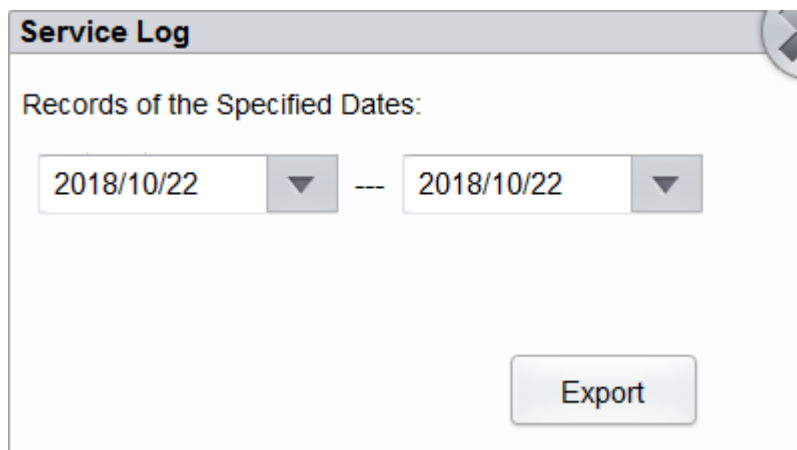 Service Log
Records of the Specified Dates:
2018/10/22 --- 2018/10/22
Export